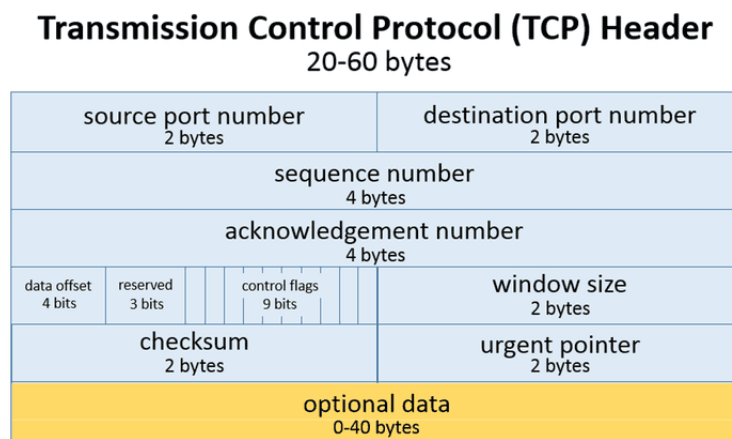 Transmission Control Protocol (TCP) Header
20-60 bytes
source port number
2 bytes
destination port number
2 bytes
sequence number
4 bytes
acknowledgement number
4 bytes
data offset
4 bits
reserved
3 bits
control flags
9 bits
window size
2 bytes
checksum
2 bytes
urgent pointer
2 bytes
optional data
0-40 bytes